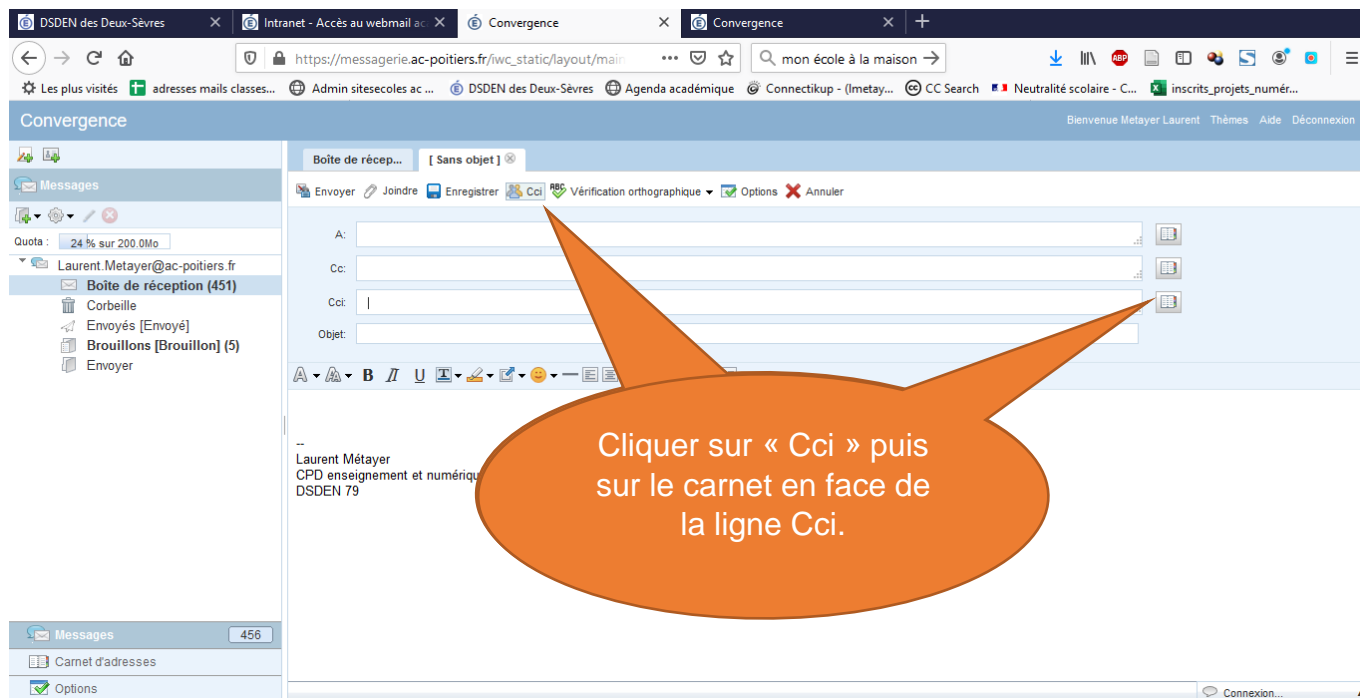 DSDEN des Deux-Sèvres
Intranet - Accès au webmail ac
Convergence
Convergence
https://messagerie.ac-poitiers.fr/iwc_static/layout/main
mon école à la maison
Les plus visités
adresses mails classes...
Admin sitesecoles ac ...
DSDEN des Deux-Sèvres
Agenda académique
Connectikup - (lmetay...
CC Search
Neutralité scolaire - C...
inscrits_projets_numér...
Convergence
Bienvenue Metayer Laurent Thèmes Aide Déconnexion
Boîte de récep...
[ Sans objet ]
Messages
Envoyer Joindre Enregistrer Cci Vérification orthographique Options Annuler
Quota : 24 % sur 200.0Mo
Laurent.Metayer@ac-poitiers.fr
Boîte de réception (451)
Corbeille
Envoyés [Envoyé]
Brouillons [Brouillon] (5)
Envoyer
A:
Cc:
Cci:
Objet:
--
Laurent Métayer
CPD enseignement et numériqu
DSDEN 79
Cliquer sur « Cci » puis
sur le carnet en face de
la ligne Cci.
Messages 456
Carnet d'adresses
Options
Connexion...